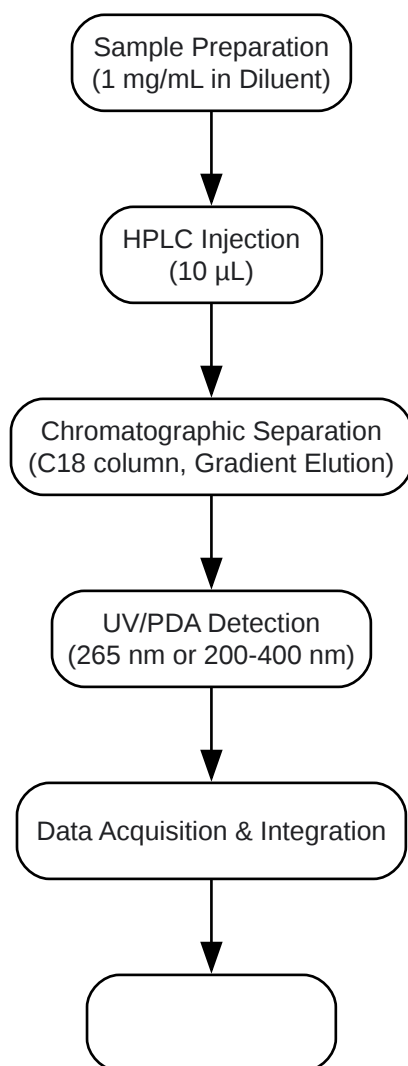 Sample Preparation
(1 mg/mL in Diluent)
HPLC Injection
(10 µL)
Chromatographic Separation
(C18 column, Gradient Elution)
UV/PDA Detection
(265 nm or 200-400 nm)
Data Acquisition & Integration